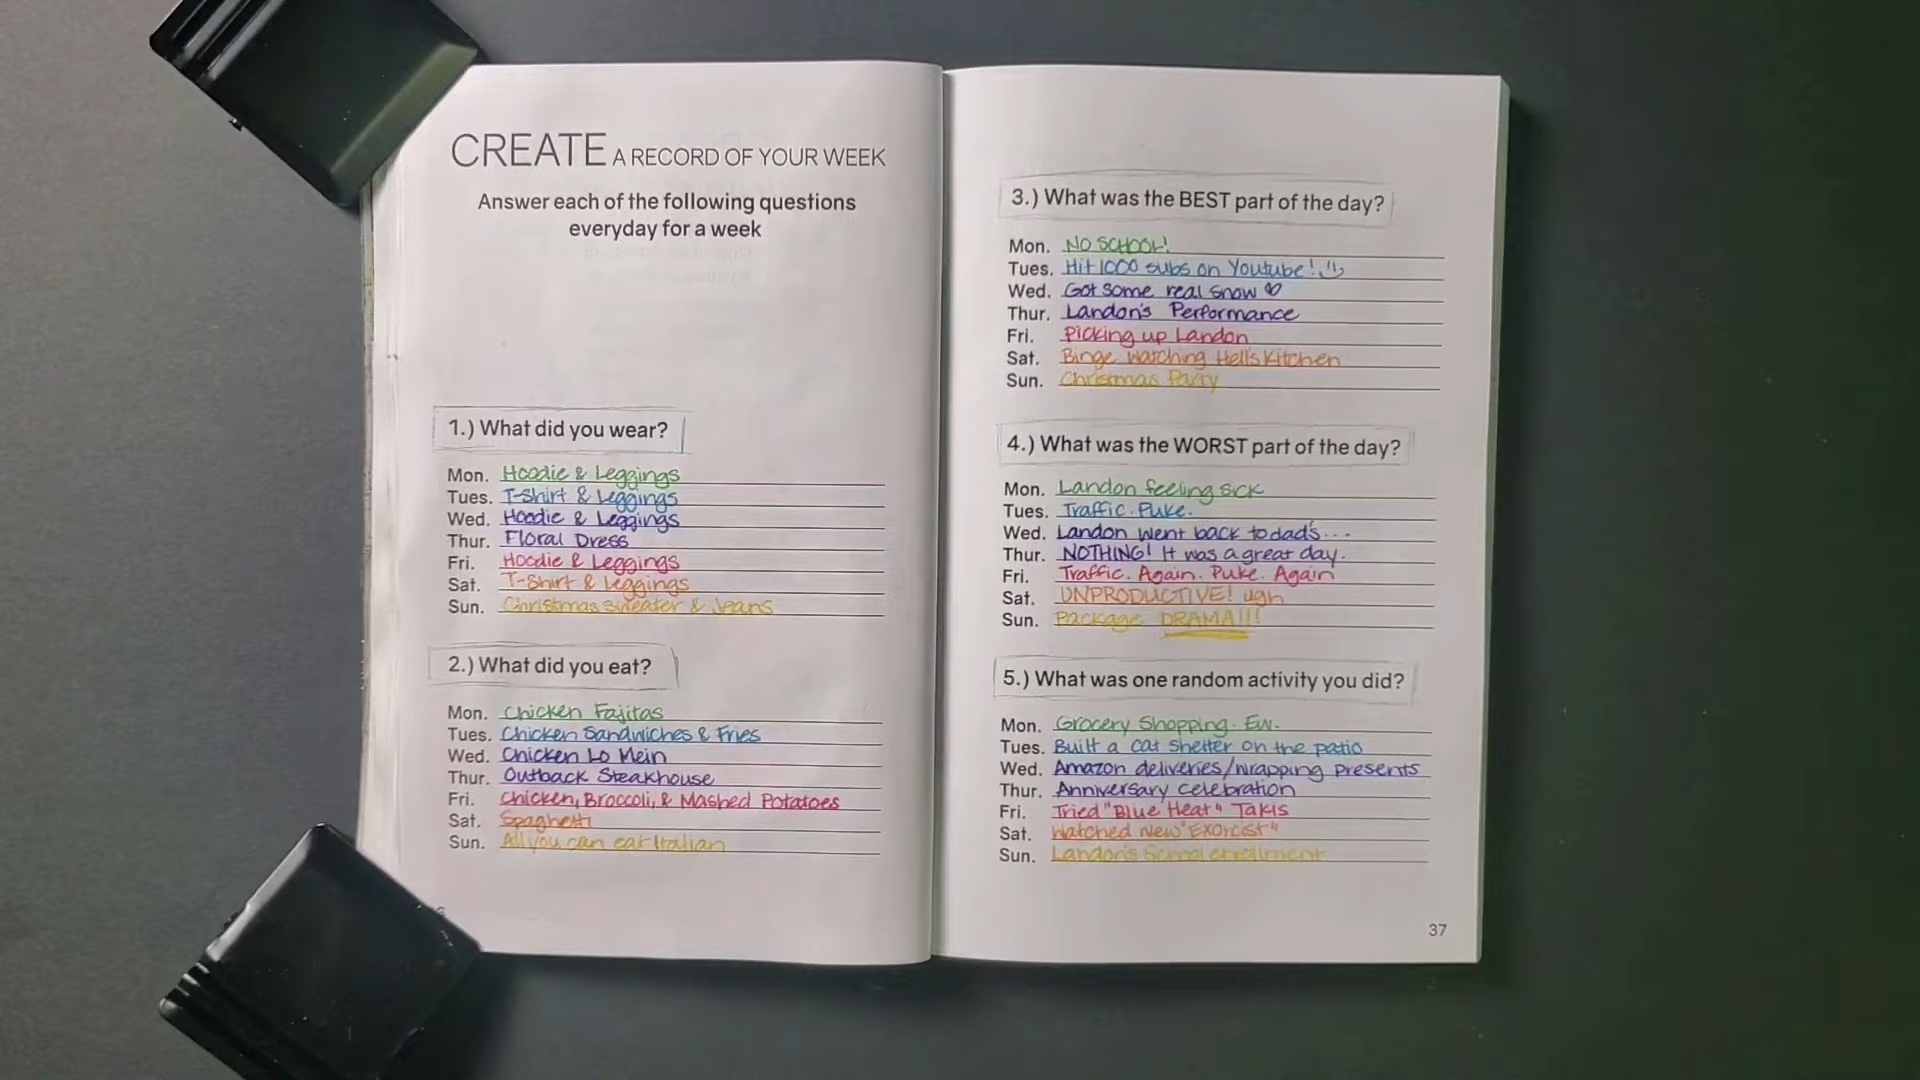 CREATE A RECORD OF YOUR WEEK
Answer each of the following questions
everyday for a week
1.) What did you wear?
Mon. Hoodie & Leggings
Tues. T-Shirt & Leggings
Wed. Hoodie & Leggings
Thur. Floral Dress
Fri. Hoodie & Leggings
Sat. T-Shirt & Leggings
Sun. Christmas sweater & Jeans
2.) What did you eat?
Mon. Chicken Fajitas
Tues. Chicken Sandwiches & Fries
Wed. Chicken Lo Mein
Thur. Outback Steakhouse
Fri. Chicken, Broccoli, & Mashed Potatoes
Sat. Spaghetti
Sun. All you can eat Italian
3.) What was the BEST part of the day?
Mon. NO SCHOOL!
Tues. Hit 1000 subs on Youtube!
Wed. Got some real snow
Thur. Landon's Performance
Fri. Picking up Landon
Sat. Binge watching Hell's Kitchen
Sun. Christmas Party
4.) What was the WORST part of the day?
Mon. Landon feeling sick
Tues. Traffic. Puke.
Wed. Landon went back to dad's...
Thur. NOTHING! It was a great day.
Fri. Traffic. Again. Puke. Again
Sat. UNPRODUCTIVE! ugh
Sun. Package DRAMA!!!
5.) What was one random activity you did?
Mon. Grocery Shopping. Ew.
Tues. Built a cat shelter on the patio
Wed. Amazon deliveries/wrapping presents
Thur. Anniversary celebration
Fri. Tried "Blue Heat" Takis
Sat. Watched New "Exorcist"
Sun. Landon's School enrollment
37